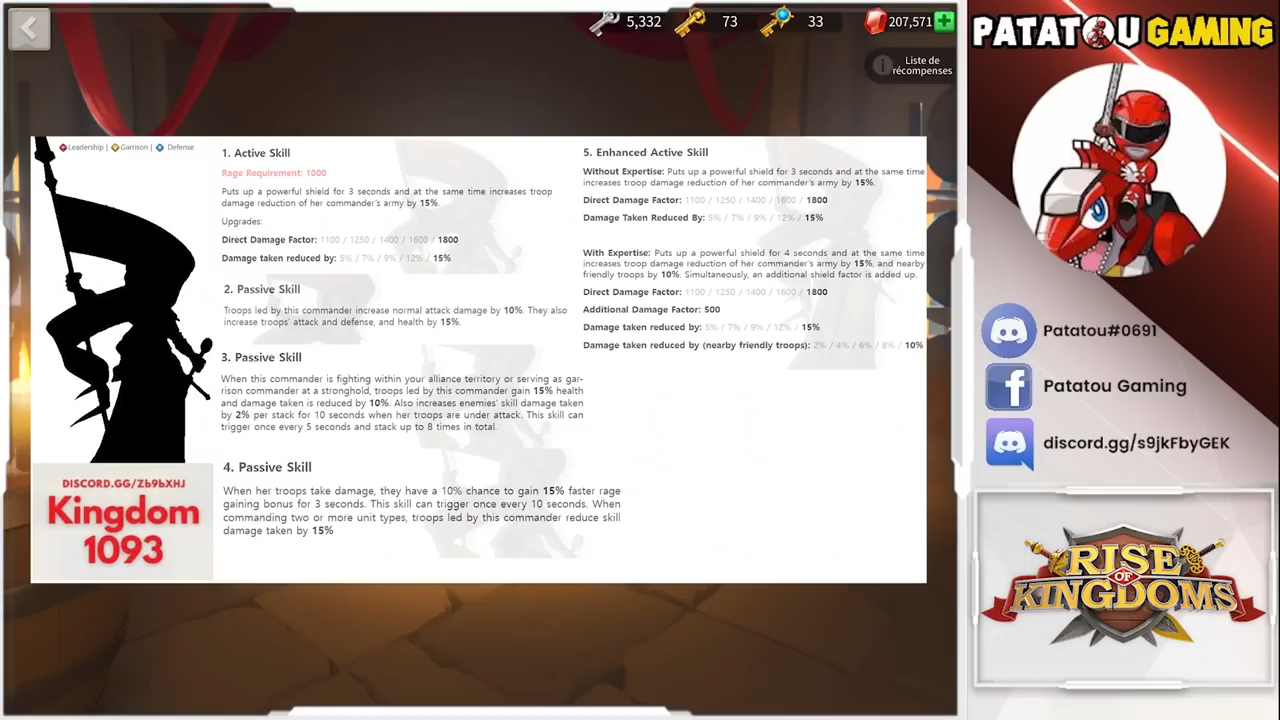 5,332
73
33
207,571
Liste de
récompenses
Leadership | Garrison | Defense
1. Active Skill
Rage Requirement: 1000
Puts up a powerful shield for 3 seconds and at the same time increases troop
damage reduction of her commander's army by 15%.
Upgrades:
Direct Damage Factor: 1100 / 1250 / 1400 / 1600 / 1800
Damage taken reduced by: 5% / 7% / 9% / 12% / 15%
2. Passive Skill
Troops led by this commander increase normal attack damage by 10%. They also
increase troops' attack and defense, and health by 15%.
3. Passive Skill
When this commander is fighting within your alliance territory or serving as gar-
rison commander at a stronghold, troops led by this commander gain 15% health
and damage taken is reduced by 10%. Also increases enemies' skill damage taken
by 2% per stack for 10 seconds when her troops are under attack. This skill can
trigger once every 5 seconds and stack up to 8 times in total.
4. Passive Skill
When her troops take damage, they have a 10% chance to gain 15% faster rage
gaining bonus for 3 seconds. This skill can trigger once every 10 seconds. When
commanding two or more unit types, troops led by this commander reduce skill
damage taken by 15%
5. Enhanced Active Skill
Without Expertise: Puts up a powerful shield for 3 seconds and at the same time
increases troop damage reduction of her commander's army by 15%.
Direct Damage Factor: 1100 / 1250 / 1400 / 1600 / 1800
Damage Taken Reduced By: 5% / 7% / 9% / 12% / 15%
With Expertise: Puts up a powerful shield for 4 seconds and at the same time
increases troop damage reduction of her commander's army by 15%, and nearby
friendly troops by 10%. Simultaneously, an additional shield factor is added up.
Direct Damage Factor: 1100 / 1250 / 1400 / 1600 / 1800
Additional Damage Factor: 500
Damage taken reduced by: 5% / 7% / 9% / 12% / 15%
Damage taken reduced by (nearby friendly troops): 2% / 4% / 6% / 8% / 10%
DISCORD.GG/Zb9bXHJ
Kingdom
1093
PATATOU GAMING
Patatou#0691
Patatou Gaming
discord.gg/s9jkFbyGEK
RISE
OF
KINGDOMS